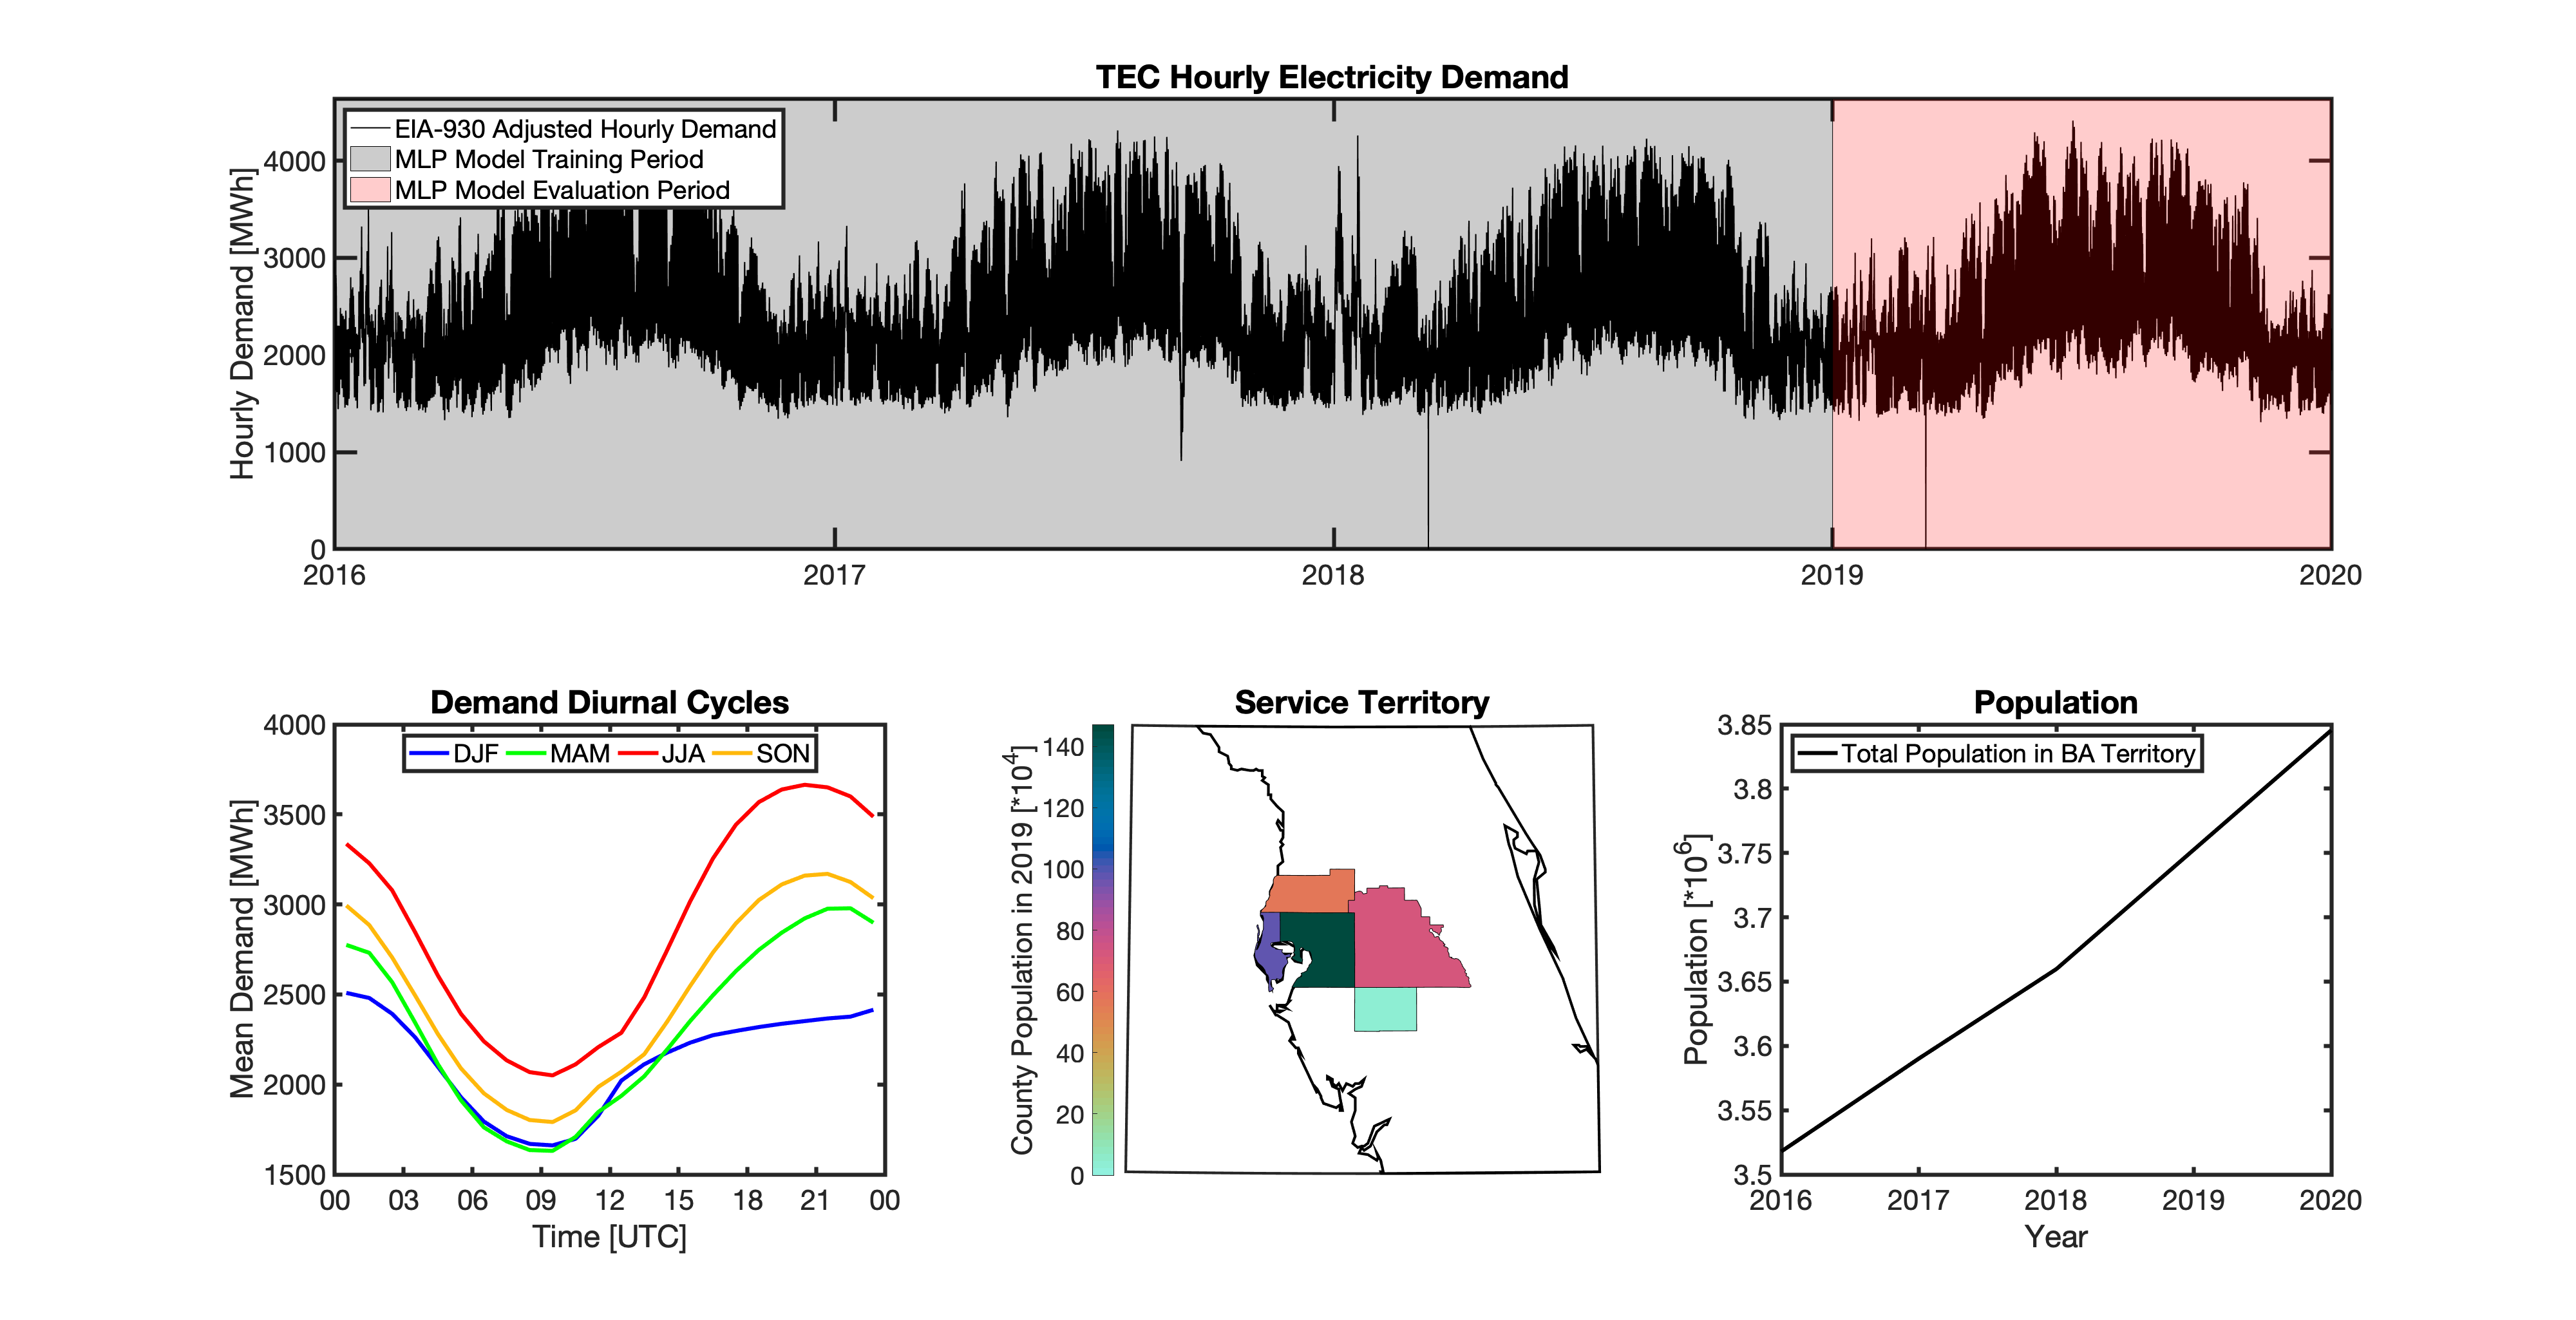 TEC Hourly Electricity Demand
EIA-930 Adjusted Hourly Demand
MLP Model Training Period
MLP Model Evaluation Period
Hourly Demand [MWh]
4000
3000
2000
1000
0
2016
2017
2018
2019
2020
Demand Diurnal Cycles
DJF MAM JJA SON
Mean Demand [MWh]
4000
3500
3000
2500
2000
1500
00 03 06 09 12 15 18 21 00
Time [UTC]
Service Territory
County Population in 2019 [*10^4]
140
120
100
80
60
40
20
0
Population
Total Population in BA Territory
Population [*10^6]
3.85
3.8
3.75
3.7
3.65
3.6
3.55
3.5
2016 2017 2018 2019 2020
Year